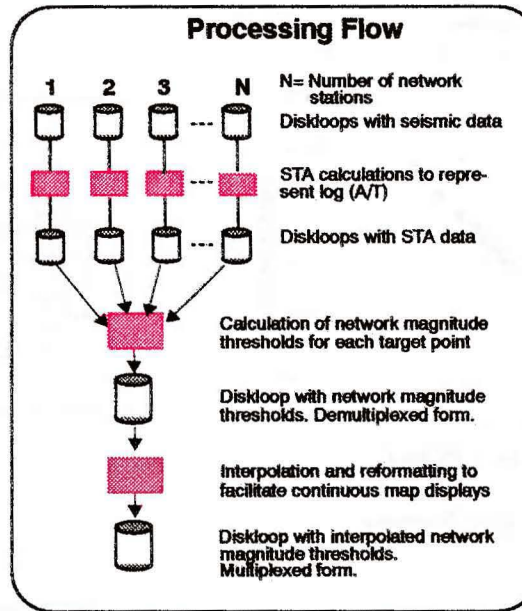 Processing Flow
1 2 3 N
N= Number of network
stations
Diskloops with seismic data
STA calculations to repre-
sent log (A/T)
Diskloops with STA data
Calculation of network magnitude
thresholds for each target point
Diskloop with network magnitude
thresholds. Demultiplexed form.
Interpolation and reformatting to
facilitate continuous map displays
Diskloop with interpolated network
magnitude thresholds.
Multiplexed form.